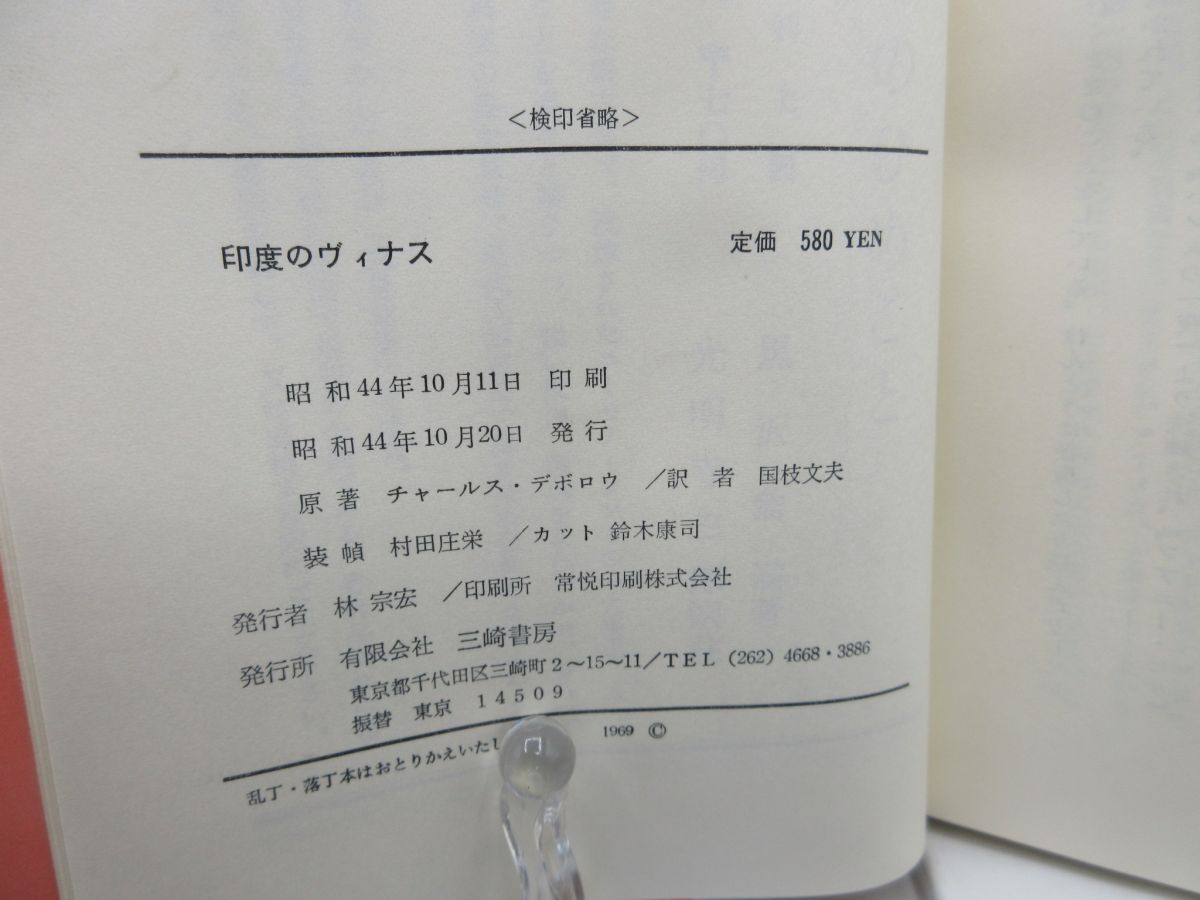 <検印省略>
印度のヴィナス 定価 580 YEN
昭和44年10月11日 印刷
昭和44年10月20日 発行
原著 チャールス・デボロウ /訳者 国枝文夫
装幀 村田庄栄 /カット 鈴木康司
発行者 林宗宏 /印刷所 常悦印刷株式会社
発行所 有限会社 三崎書房
東京都千代田区三崎町2~15~11/TEL (262) 4668・3886
振替 東京 14509
乱丁・落丁本はおとりかえいたし 1969 ©